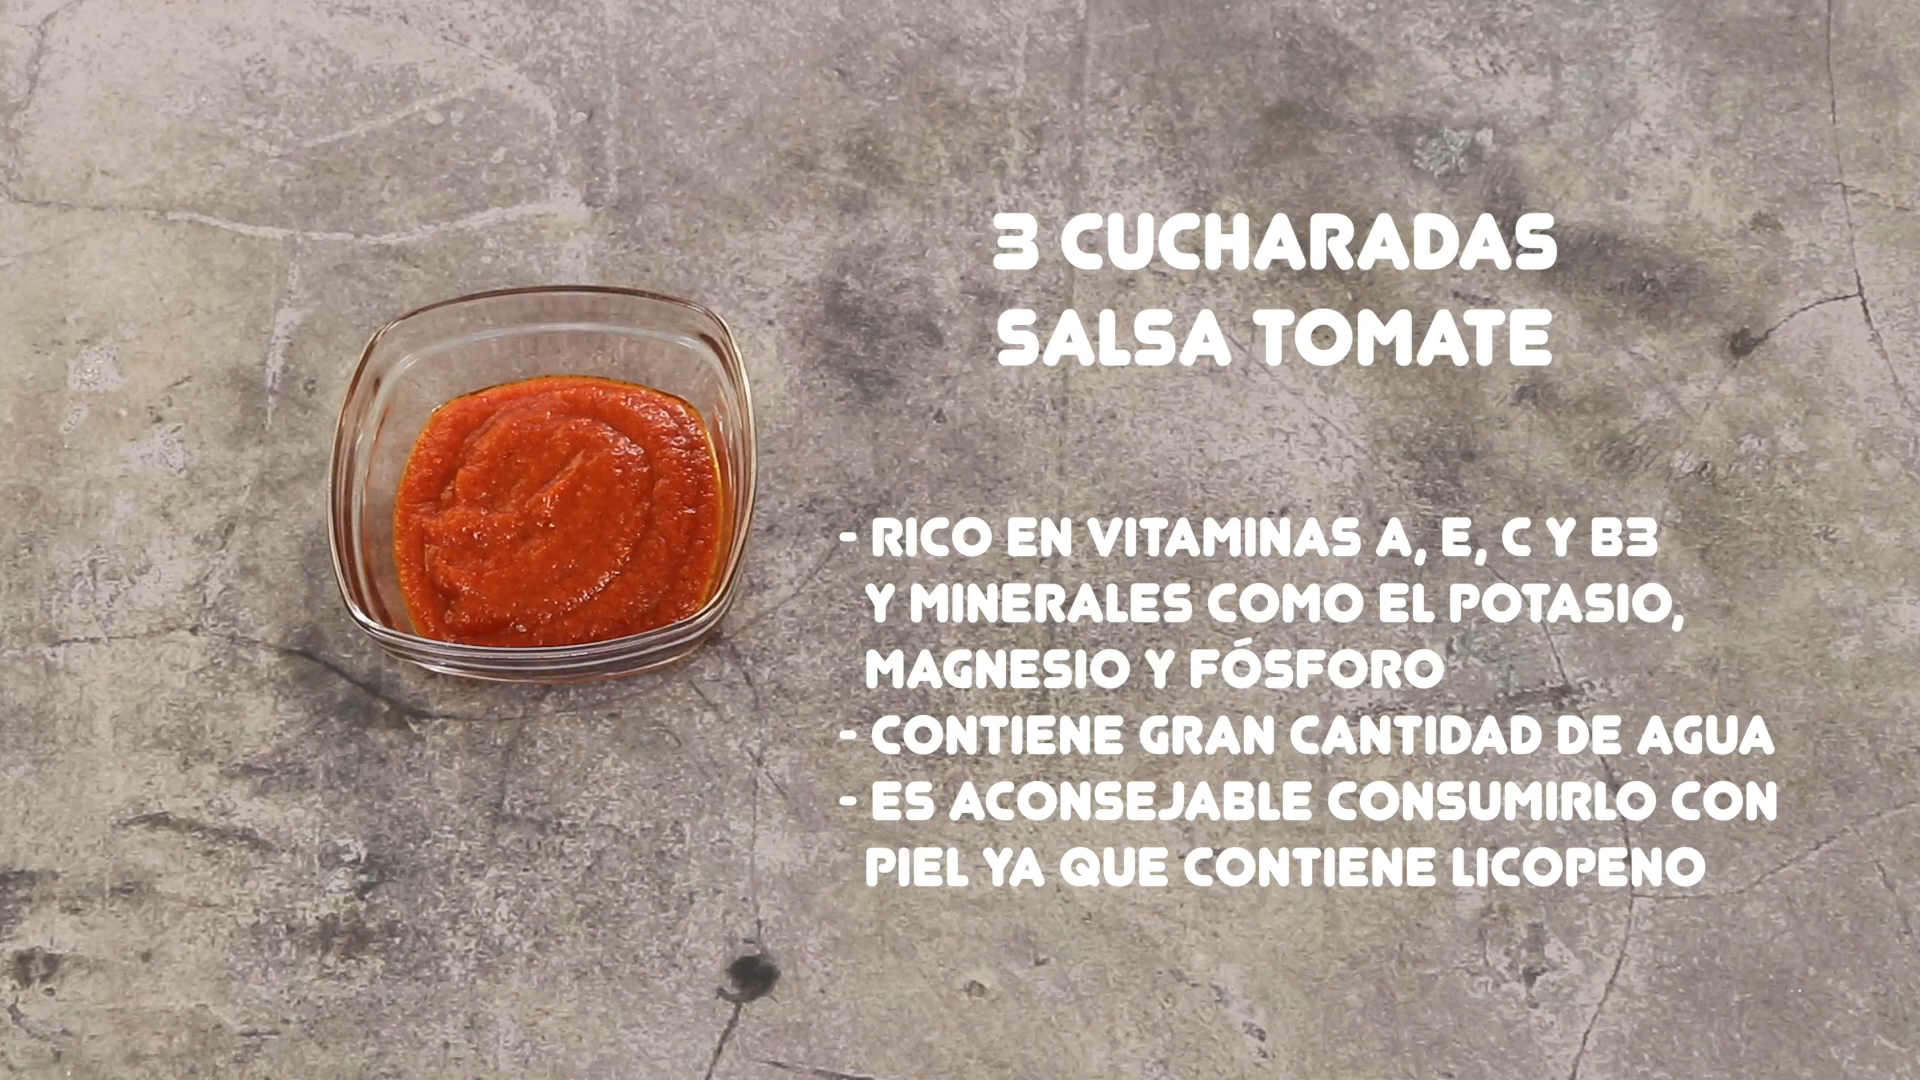 3 CUCHARADAS
SALSA TOMATE
- RICO EN VITAMINAS A, E, C Y B3
Y MINERALES COMO EL POTASIO,
MAGNESIO Y FÓSFORO
- CONTIENE GRAN CANTIDAD DE AGUA
- ES ACONSEJABLE CONSUMIRLO CON
PIEL YA QUE CONTIENE LICOPENO